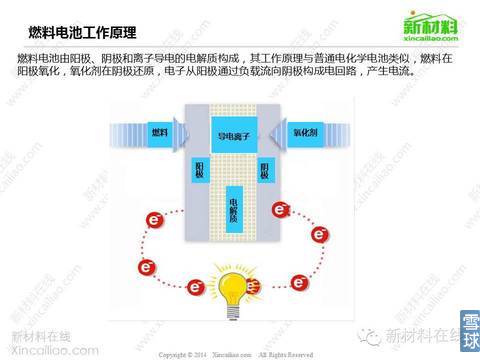 燃料电池工作原理
新材料
xincailiao.com
燃料电池由阳极、阴极和离子导电的电解质构成，其工作原理与普通电化学电池类似，燃料在
阳极氧化，氧化剂在阴极还原，电子从阳极通过负载流向阴极构成电回路，产生电流。
燃料
导电离子
氧化剂
阳极
阴极
电解质
e-
e-
e-
e-
e-
e-
e-
e-
新材料在线
Xincailiao.com
Copyright © 2014 Xincailiao.com All Rights Reserved
新材料在线
雪球